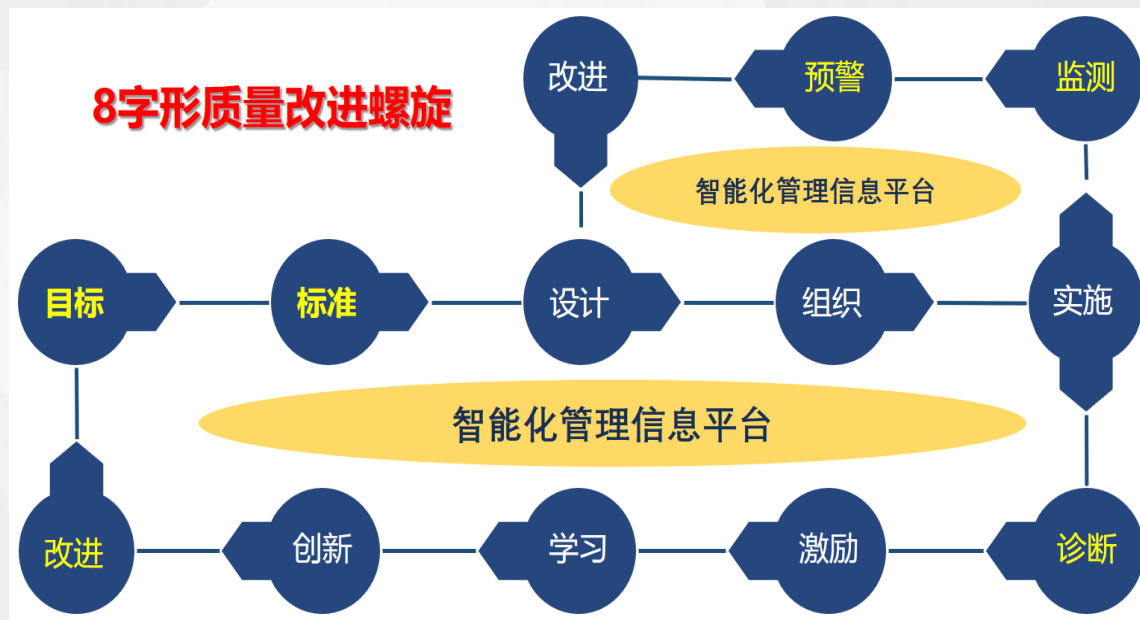 改进
预警
监测
8字形质量改进螺旋
智能化管理信息平台
目标
标准
设计
组织
实施
智能化管理信息平台
改进
创新
学习
激励
诊断